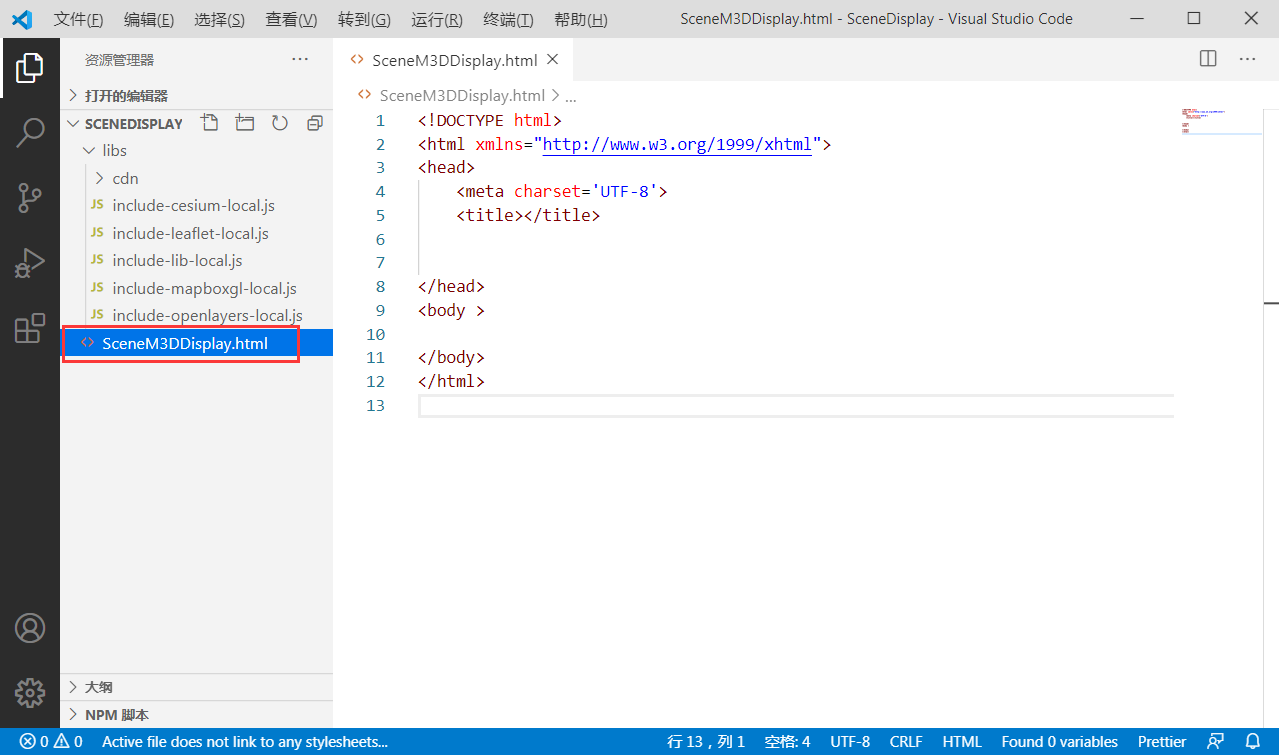 文件(F) 编辑(E) 选择(S) 查看(V) 转到(G) 运行(R) 终端(T) 帮助(H) SceneM3DDisplay.html - SceneDisplay - Visual Studio Code
资源管理器 ···
打开的编辑器
SCENEDISPLAY
libs
cdn
JS include-cesium-local.js
JS include-leaflet-local.js
JS include-lib-local.js
JS include-mapboxgl-local.js
JS include-openlayers-local.js
<> SceneM3DDisplay.html
大纲
NPM 脚本
<> SceneM3DDisplay.html
<> SceneM3DDisplay.html > ...
1 <!DOCTYPE html>
2 <html xmlns="http://www.w3.org/1999/xhtml">
3 <head>
4 <meta charset='UTF-8'>
5 <title></title>
6
7
8 </head>
9 <body >
10
11 </body>
12 </html>
13
0 0 Active file does not link to any stylesheets... 行 13，列 1 空格: 4 UTF-8 CRLF HTML Found 0 variables Prettier